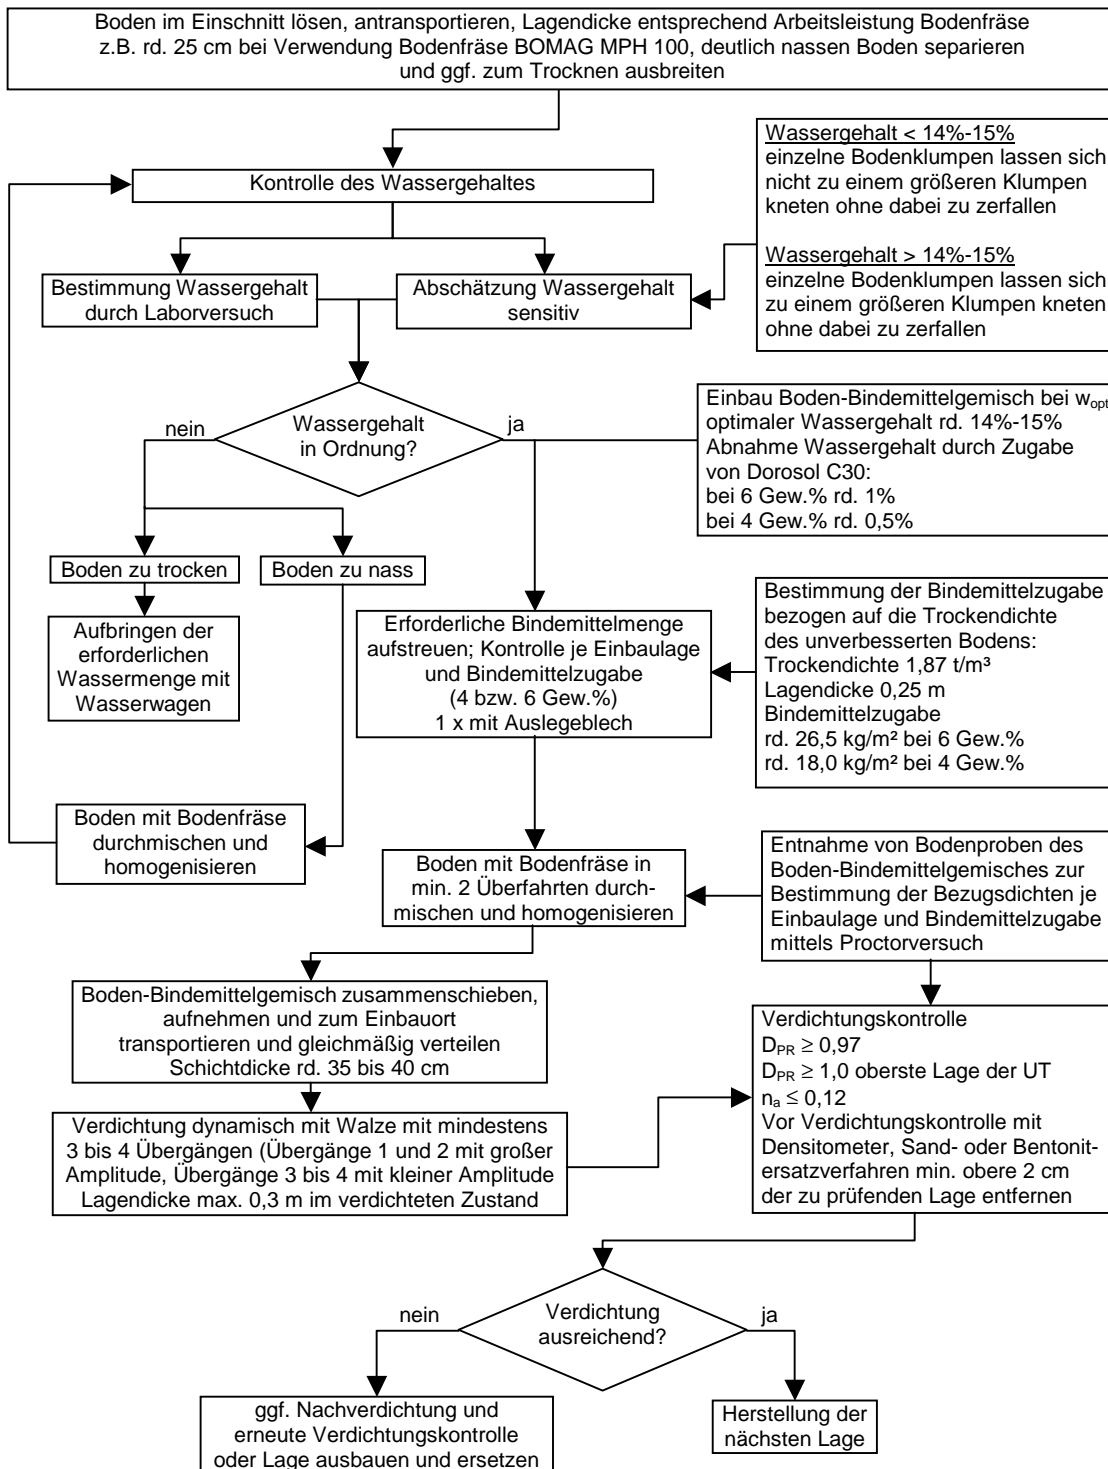 Boden im Einschnitt lösen, antransportieren, Lagendicke entsprechend Arbeitsleistung Bodenfräse
z.B. rd. 25 cm bei Verwendung Bodenfräse BOMAG MPH 100, deutlich nassen Boden separieren
und ggf. zum Trocknen ausbreiten
Wassergehalt < 14%-15%
einzelne Bodenklumpen lassen sich
nicht zu einem größeren Klumpen
kneten ohne dabei zu zerfallen
Wassergehalt > 14%-15%
einzelne Bodenklumpen lassen sich
zu einem größeren Klumpen kneten
ohne dabei zu zerfallen
Kontrolle des Wassergehaltes
Bestimmung Wassergehalt
durch Laborversuch
Abschätzung Wassergehalt
sensitiv
Wassergehalt
in Ordnung?
nein
ja
Einbau Boden-Bindemittelgemisch bei wopt
optimaler Wassergehalt rd. 14%-15%
Abnahme Wassergehalt durch Zugabe
von Dorosol C30:
bei 6 Gew.% rd. 1%
bei 4 Gew.% rd. 0,5%
Boden zu trocken
Boden zu nass
Aufbringen der
erforderlichen
Wassermenge mit
Wasserwagen
Erforderliche Bindemittelmenge
aufstreuen; Kontrolle je Einbaulage
und Bindemittelzugabe
(4 bzw. 6 Gew.%)
1 x mit Auslegeblech
Bestimmung der Bindemittelzugabe
bezogen auf die Trockendichte
des unverbesserten Bodens:
Trockendichte 1,87 t/m³
Lagendicke 0,25 m
Bindemittelzugabe
rd. 26,5 kg/m² bei 6 Gew.%
rd. 18,0 kg/m² bei 4 Gew.%
Boden mit Bodenfräse
durchmischen und
homogenisieren
Boden mit Bodenfräse in
min. 2 Überfahrten durch-
mischen und homogenisieren
Entnahme von Bodenproben des
Boden-Bindemittelgemisches zur
Bestimmung der Bezugsdichten je
Einbaulage und Bindemittelzugabe
mittels Proctorversuch
Boden-Bindemittelgemisch zusammenschieben,
aufnehmen und zum Einbauort
transportieren und gleichmäßig verteilen
Schichtdicke rd. 35 bis 40 cm
Verdichtung dynamisch mit Walze mit mindestens
3 bis 4 Übergängen (Übergänge 1 und 2 mit großer
Amplitude, Übergänge 3 bis 4 mit kleiner Amplitude
Lagendicke max. 0,3 m im verdichteten Zustand
Verdichtungskontrolle
DPR ≥ 0,97
DPR ≥ 1,0 oberste Lage der UT
na ≤ 0,12
Vor Verdichtungskontrolle mit
Densitometer, Sand- oder Bentonit-
ersatzverfahren min. obere 2 cm
der zu prüfenden Lage entfernen
Verdichtung
ausreichend?
nein
ja
ggf. Nachverdichtung und
erneute Verdichtungskontrolle
oder Lage ausbauen und ersetzen
Herstellung der
nächsten Lage